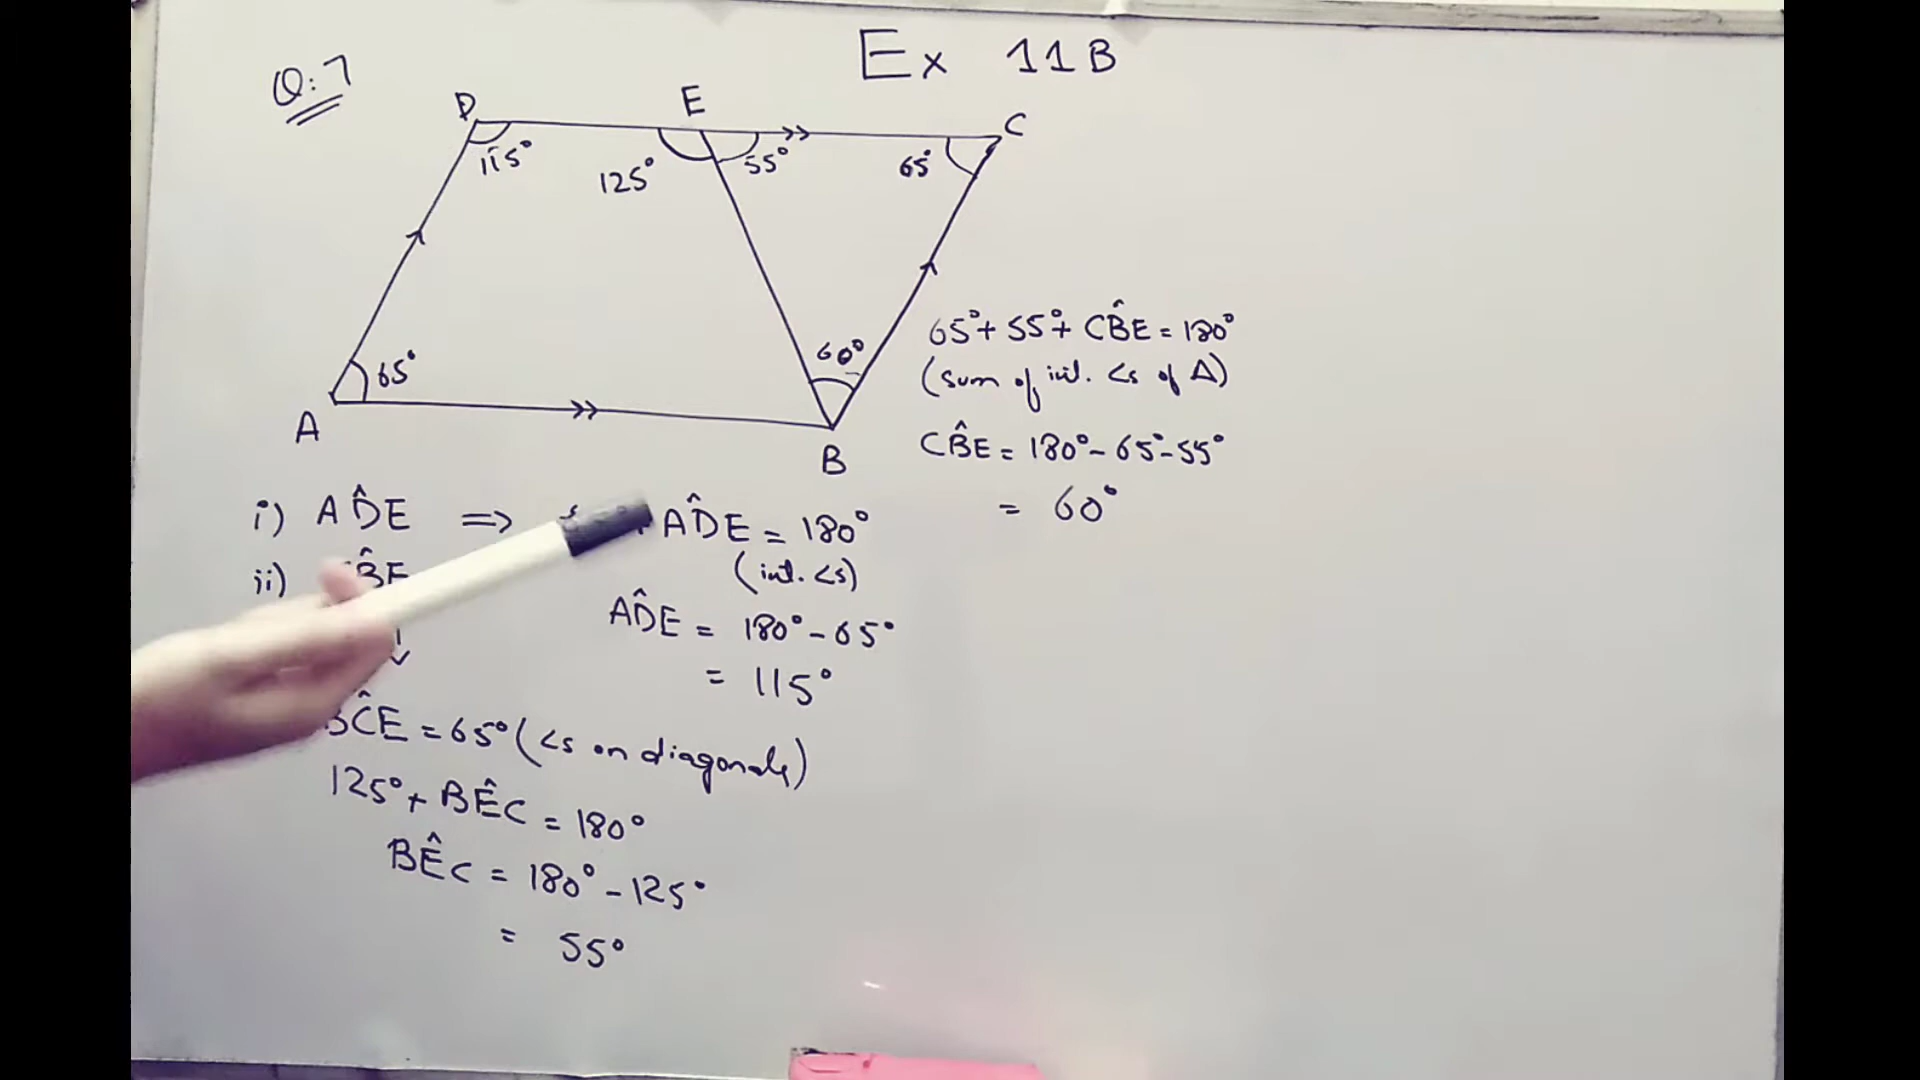 Ex 11B
Q:7
D E C
115° 125° 55° 65°
65° 60°
A B
65°+ 55°+ CB̂E = 180°
(sum of int. <s of Δ)
CB̂E = 180°- 65°- 55°
= 60°
i) AD̂E => AD̂E = 180°
(int. <s)
ii) B̂E
AD̂E = 180° - 65°
= 115°
BĈE = 65° (<s on diagonals)
125°+ BÊC = 180°
BÊC = 180° - 125°
= 55°